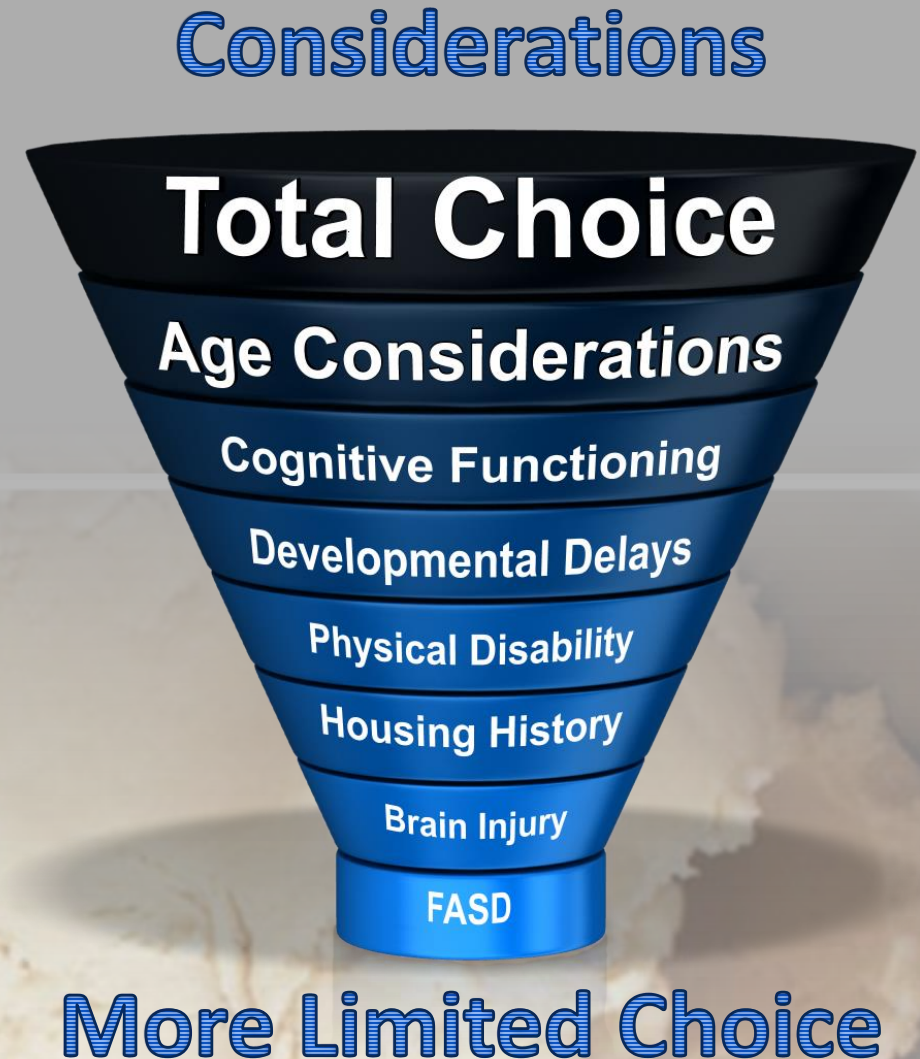 Considerations
Total Choice
Age Considerations
Cognitive Functioning
Developmental Delays
Physical Disability
Housing History
Brain Injury
FASD
More Limited Choice